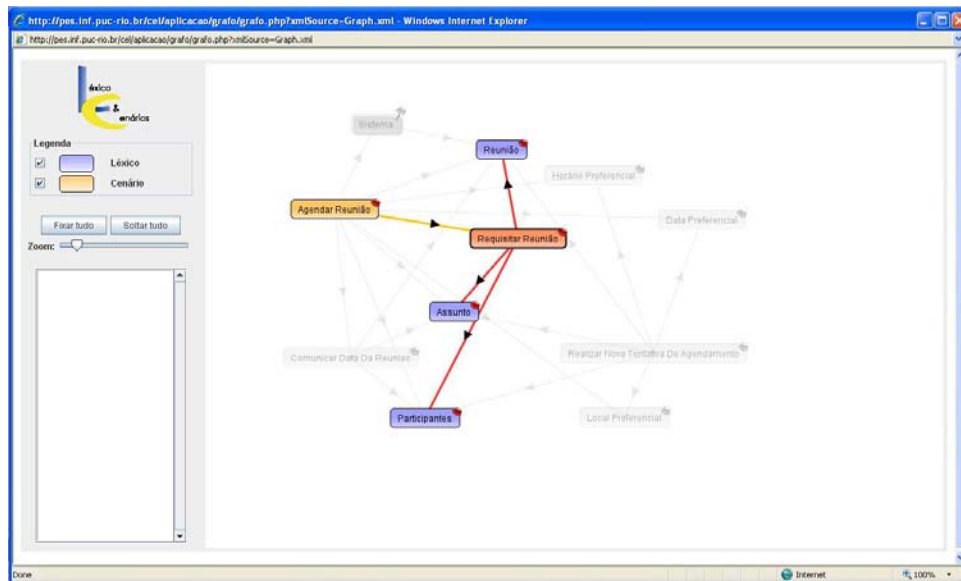 http://pes.inf.puc-rio.br/cel/aplicacao/grafo/grafo.php?xmlSource=Graph.xml - Windows Internet Explorer
http://pes.inf.puc-rio.br/cel/aplicacao/grafo/grafo.php?xmlSource=Graph.xml
éxico
&
enários
Legenda
Léxico
Cenário
Fixar tudo
Soltar tudo
Zoom:
Sistema
Reunião
Horário Preferencial
Agendar Reunião
Data Preferencial
Requisitar Reunião
Assunto
Comunicar Data Da Reunião
Realizar Nova Tentativa De Agendamento
Participantes
Local Preferencial
Done
Internet
100%